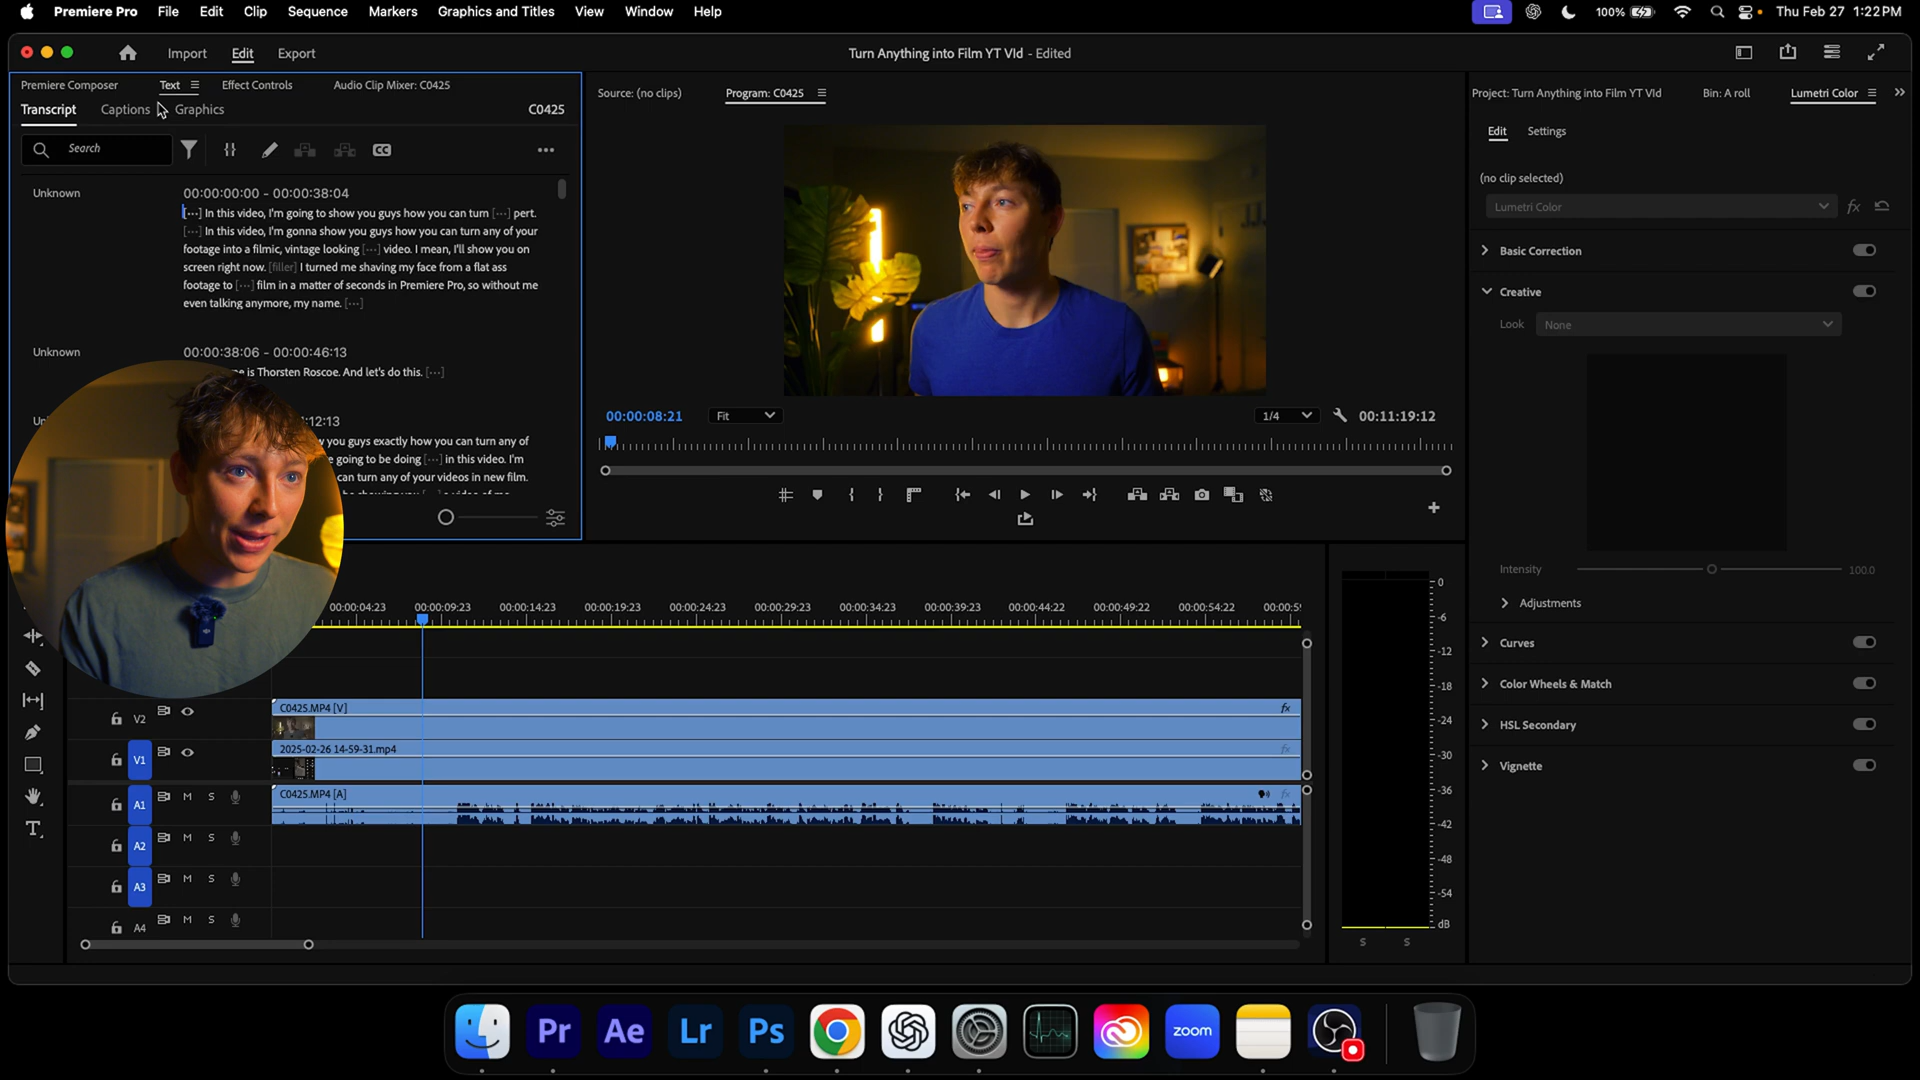 Premiere Pro File Edit Clip Sequence Markers Graphics and Titles View Window Help 100% Thu Feb 27 1:22PM
Import Edit Export Turn Anything into Film YT VId - Edited
Premiere Composer Text Effect Controls Audio Clip Mixer: C0425
Transcript Captions Graphics C0425
Search
CC
Unknown 00:00:00:00 - 00:00:38:04
[...] In this video, I'm going to show you guys how you can turn [...] pert.
[...] In this video, I'm gonna show you guys how you can turn any of your
footage into a filmic, vintage looking [...] video. I mean, I'll show you on
screen right now. [filler] I turned me shaving my face from a flat ass
footage to [...] film in a matter of seconds in Premiere Pro, so without me
even talking anymore, my name. [...]
Unknown 00:00:38:06 - 00:00:46:13
e is Thorsten Roscoe. And let's do this. [...]
:12:13
you guys exactly how you can turn any of
e going to be doing [...] in this video. I'm
can turn any of your videos in new film.
Source: (no clips) Program: C0425
00:00:08:21 Fit 1/4 00:11:19:12
Project: Turn Anything into Film YT VId Bin: A roll Lumetri Color
Edit Settings
(no clip selected)
Lumetri Color fx
Basic Correction
Creative
Look None
Intensity 100.0
Adjustments
Curves
Color Wheels & Match
HSL Secondary
Vignette
00:00:04:23 00:00:09:23 00:00:14:23 00:00:19:23 00:00:24:23 00:00:29:23 00:00:34:23 00:00:39:23 00:00:44:22 00:00:49:22 00:00:54:22 00:00:59
V2 C0425.MP4 [V] fx
V1 2025-02-26 14-59-31.mp4 fx
A1 M S C0425.MP4 [A] fx
A2 M S
A3 M S
A4 M S
0
-6
-12
-18
-24
-30
-36
-42
-48
-54
dB
S S
T
Pr Ae Lr Ps zoom